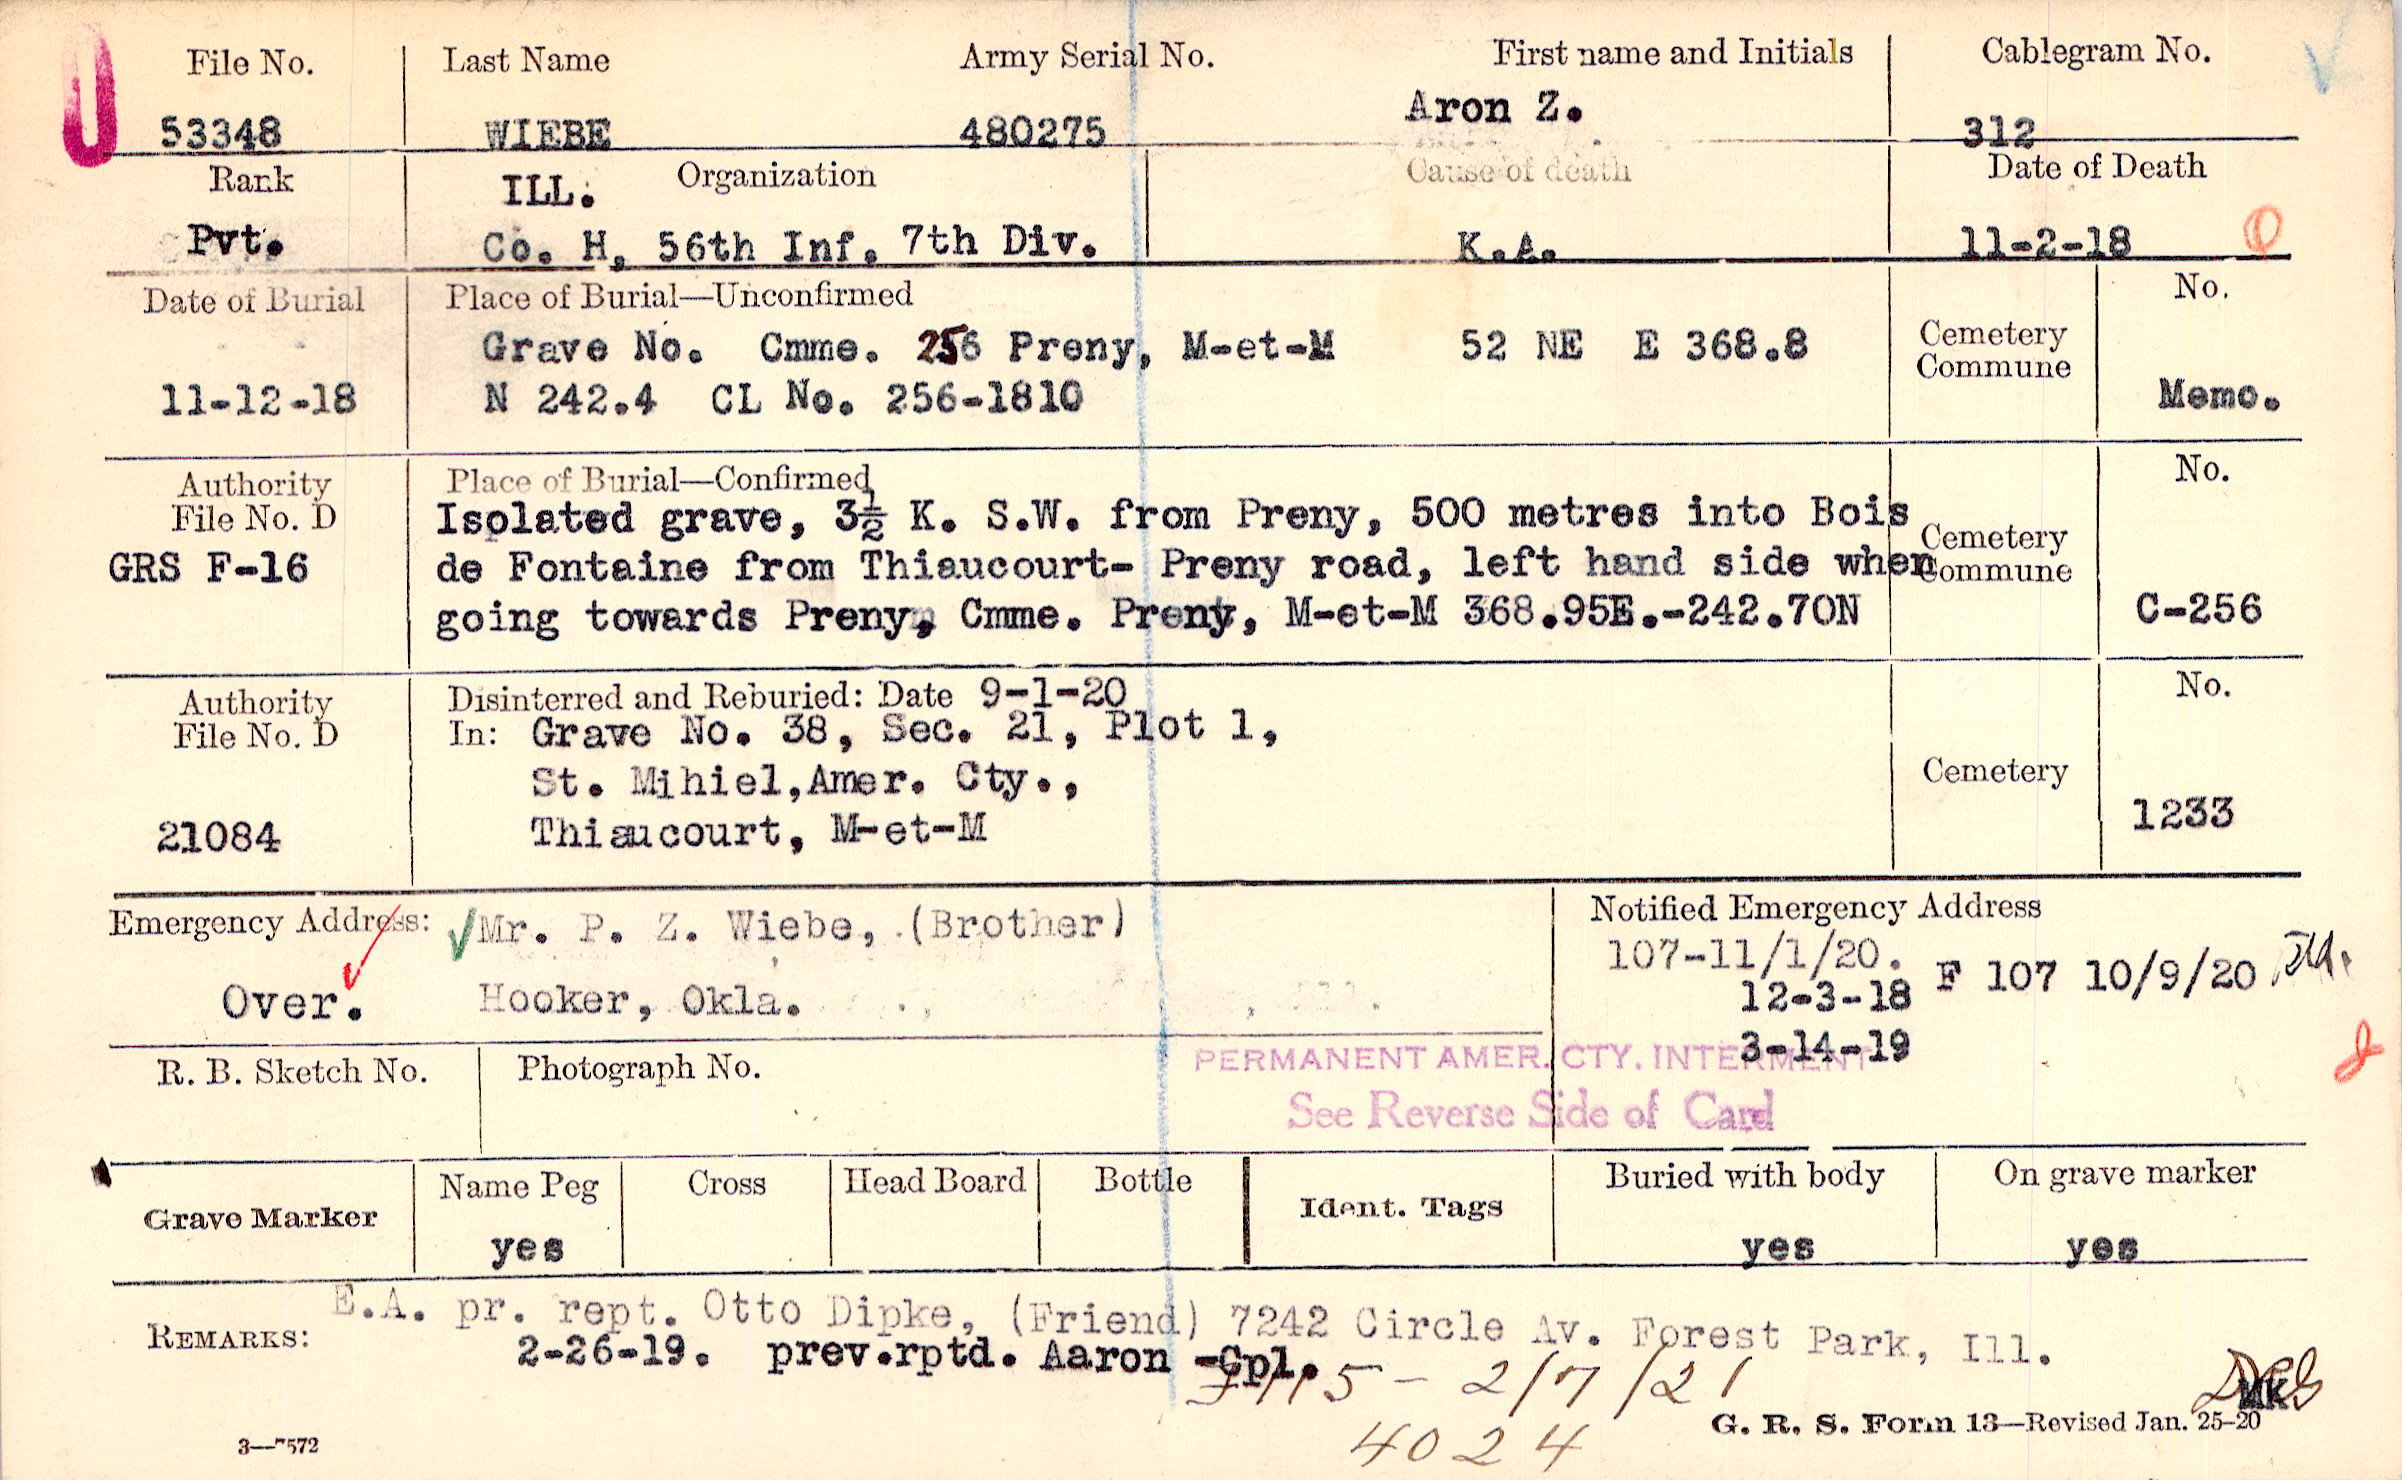 File No. Last Name Army Serial No. First name and Initials Cablegram No.
53348 WIEBE 480275 Aron Z. 312
Rank Organization Cause of death Date of Death
ILL.
Pvt. Co. H, 56th Inf. 7th Div. K.A. 11-2-18
Date of Burial Place of Burial—Unconfirmed No.
Grave No. Cmme. 256 Preny, M-et-M 52 NE E 368.8 Cemetery Commune
11-12-18 N 242.4 CL No. 256-1810 Memo.
Authority Place of Burial—Confirmed No.
File No. D Isolated grave, 3½ K. S.W. from Preny, 500 metres into Bois
GRS F-16 de Fontaine from Thiaucourt- Preny road, left hand side when Cemetery Commune
going towards Preny, Cmme. Preny, M-et-M 368.95E.-242.70N C-256
Authority Disinterred and Reburied: Date 9-1-20 No.
File No. D In: Grave No. 38, Sec. 21, Plot 1,
St. Mihiel, Amer. Cty., Cemetery
21084 Thiaucourt, M-et-M 1233
Emergency Address: Mr. P. Z. Wiebe, (Brother) Notified Emergency Address
107-11/1/20.
Over. Hooker, Okla. 12-3-18 F 107 10/9/20
3-14-19
R. B. Sketch No. Photograph No.
PERMANENT AMER. CTY. INTERMENT
See Reverse Side of Card
Grave Marker Name Peg Cross Head Board Bottle Ident. Tags Buried with body On grave marker
yes yes yes
E.A. pr. rept. Otto Dipke, (Friend) 7242 Circle Av. Forest Park, Ill.
REMARKS: 2-26-19. prev.rptd. Aaron -Cpl.
115 - 2/7/21
MK
G. R. S. Form 13—Revised Jan. 25-20
3—7572
4024